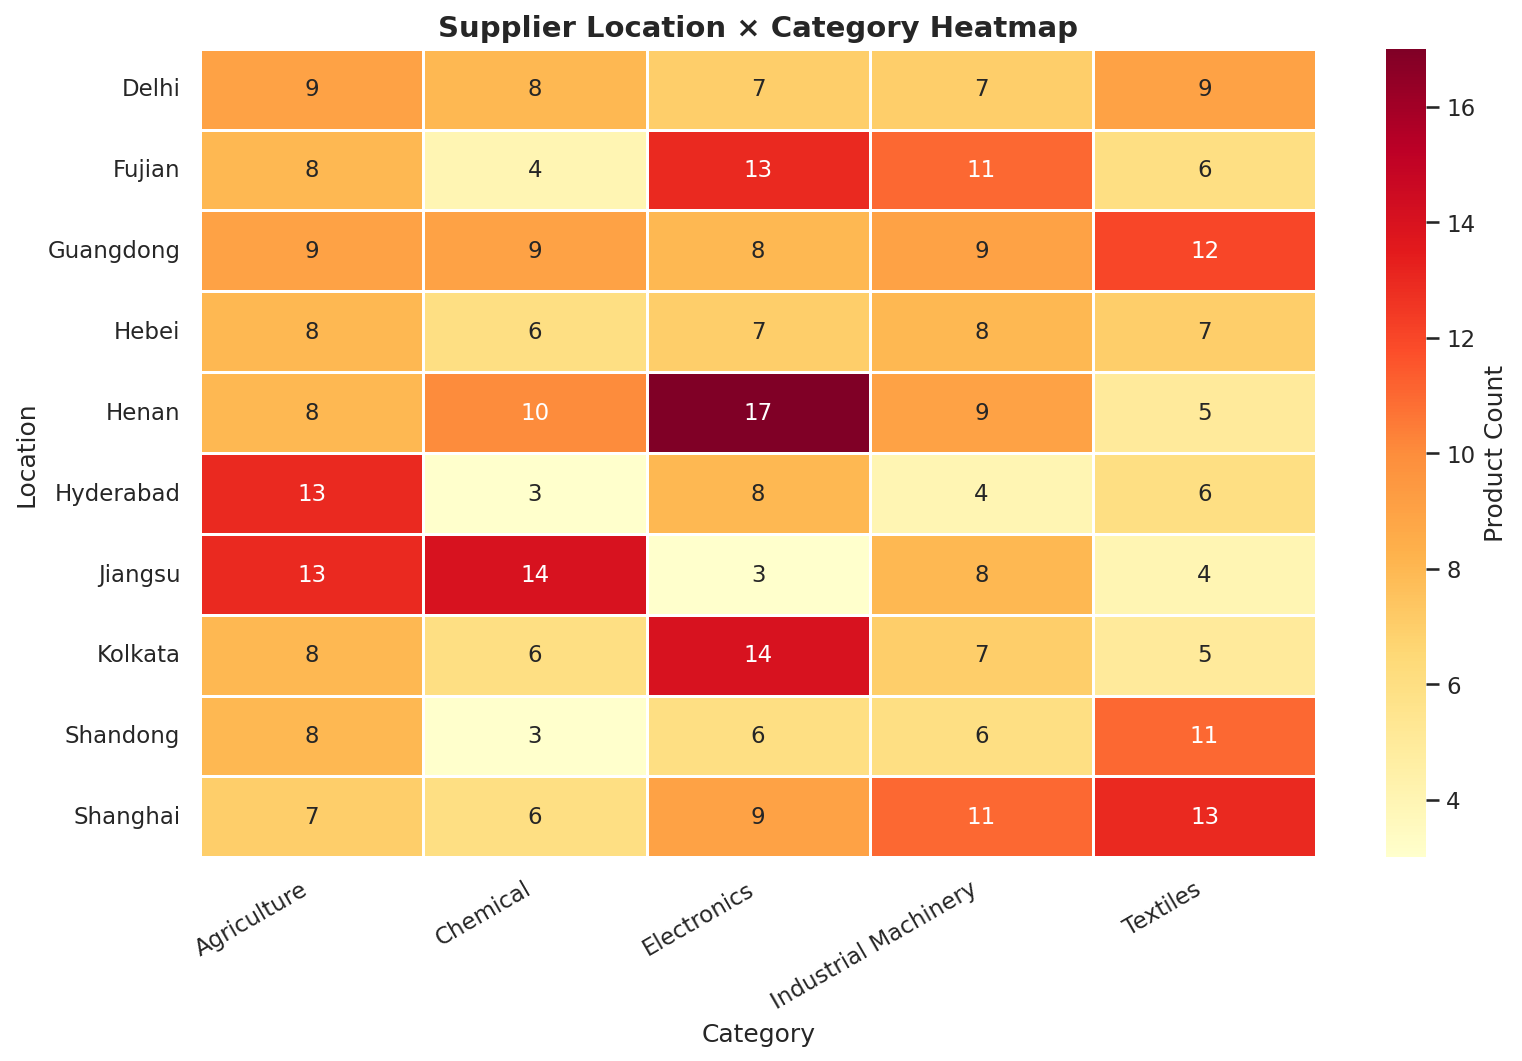 Supplier Location × Category Heatmap
Delhi 9 8 7 7 9
Fujian 8 4 13 11 6
Guangdong 9 9 8 9 12
Hebei 8 6 7 8 7
Henan 8 10 17 9 5
Hyderabad 13 3 8 4 6
Jiangsu 13 14 3 8 4
Kolkata 8 6 14 7 5
Shandong 8 3 6 6 11
Shanghai 7 6 9 11 13
Agriculture Chemical Electronics Industrial Machinery Textiles
Category
Location
16
14
12
10
8
6
4
Product Count